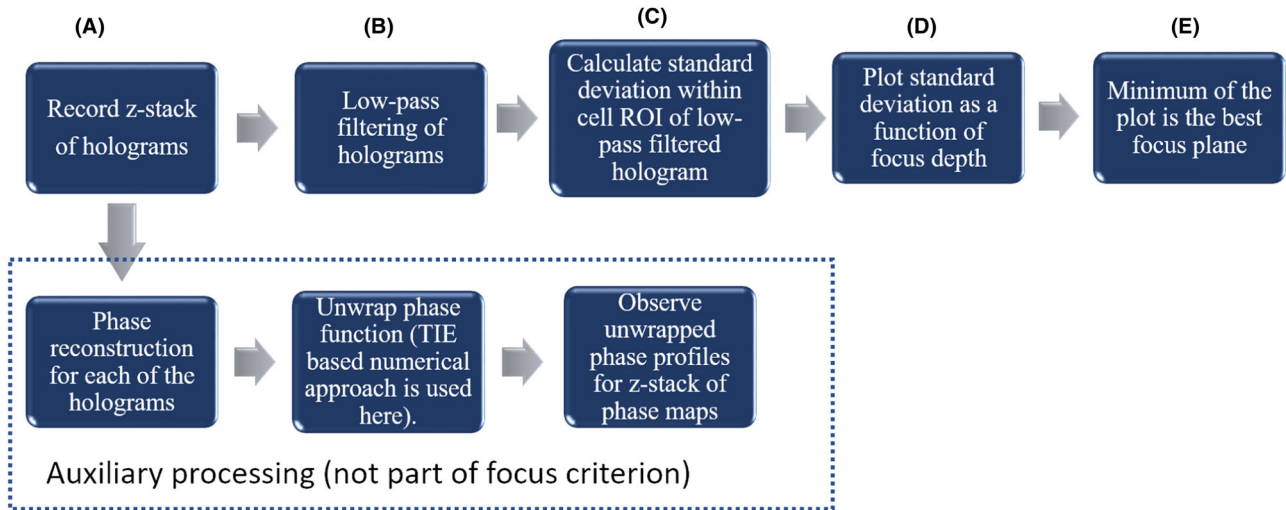 (A)
Record z-stack
of holograms
(B)
Low-pass
filtering of
holograms
(C)
Calculate standard
deviation within
cell ROI of low-
pass filtered
hologram
(D)
Plot standard
deviation as a
function of
focus depth
(E)
Minimum of the
plot is the best
focus plane
Phase
reconstruction
for each of the
holograms
Unwrap phase
function (TIE
based numerical
approach is used
here).
Observe
unwrapped
phase profiles
for z-stack of
phase maps
Auxiliary processing (not part of focus criterion)